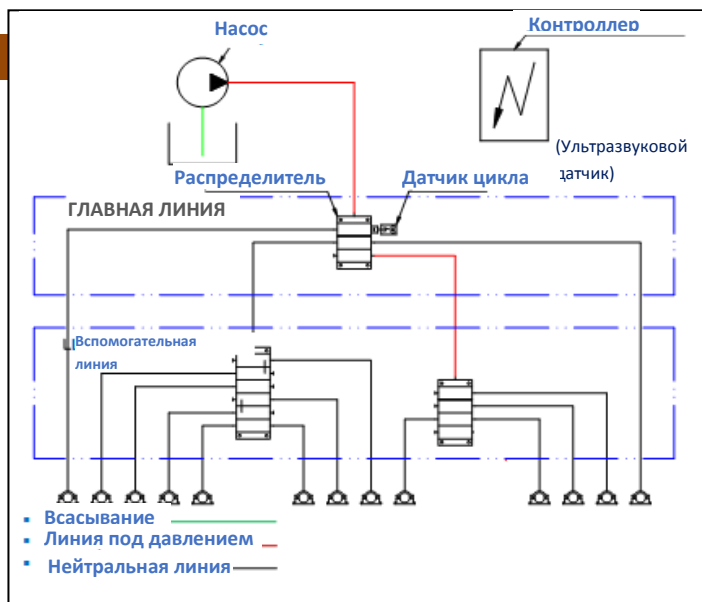 Насос
Контроллер
(Ультразвуковой
датчик)
Распределитель
Датчик цикла
ГЛАВНАЯ ЛИНИЯ
Вспомогательная
линия
Всасывание
Линия под давлением
Нейтральная линия